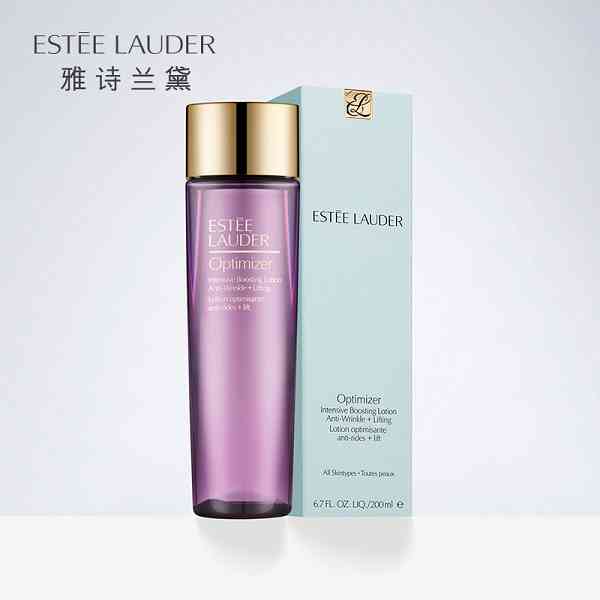 ESTĒE LAUDER
雅诗兰黛
ESTĒE
LAUDER
Optimizer
Intensive Boosting Lotion
Anti-Wrinkle + Lifting
Lotion optimisante
anti-rides + lift
EL
ESTĒE LAUDER
Optimizer
Intensive Boosting Lotion
Anti-Wrinkle + Lifting
Lotion optimisante
anti-rides + lift
All Skintypes • Toutes peaux
6.7 FL. OZ. LIQ./200 ml ℮